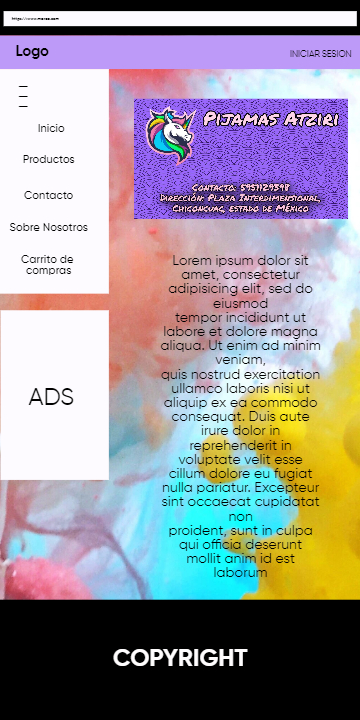 https://www.marca.com
Logo
INICIAR SESIÓN
Inicio
Productos
Contacto
Sobre Nosotros
Carrito de
compras
ADS
Pijamas Atziri
Contacto: 5951129398
Dirección: Plaza Interdimensional,
Chiconcuac, estado de México
Lorem ipsum dolor sit
amet, consectetur
adipisicing elit, sed do
eiusmod
tempor incididunt ut
labore et dolore magna
aliqua. Ut enim ad minim
veniam,
quis nostrud exercitation
ullamco laboris nisi ut
aliquip ex ea commodo
consequat. Duis aute
irure dolor in
reprehenderit in
voluptate velit esse
cillum dolore eu fugiat
nulla pariatur. Excepteur
sint occaecat cupidatat
non
proident, sunt in culpa
qui officia deserunt
mollit anim id est
laborum
COPYRIGHT